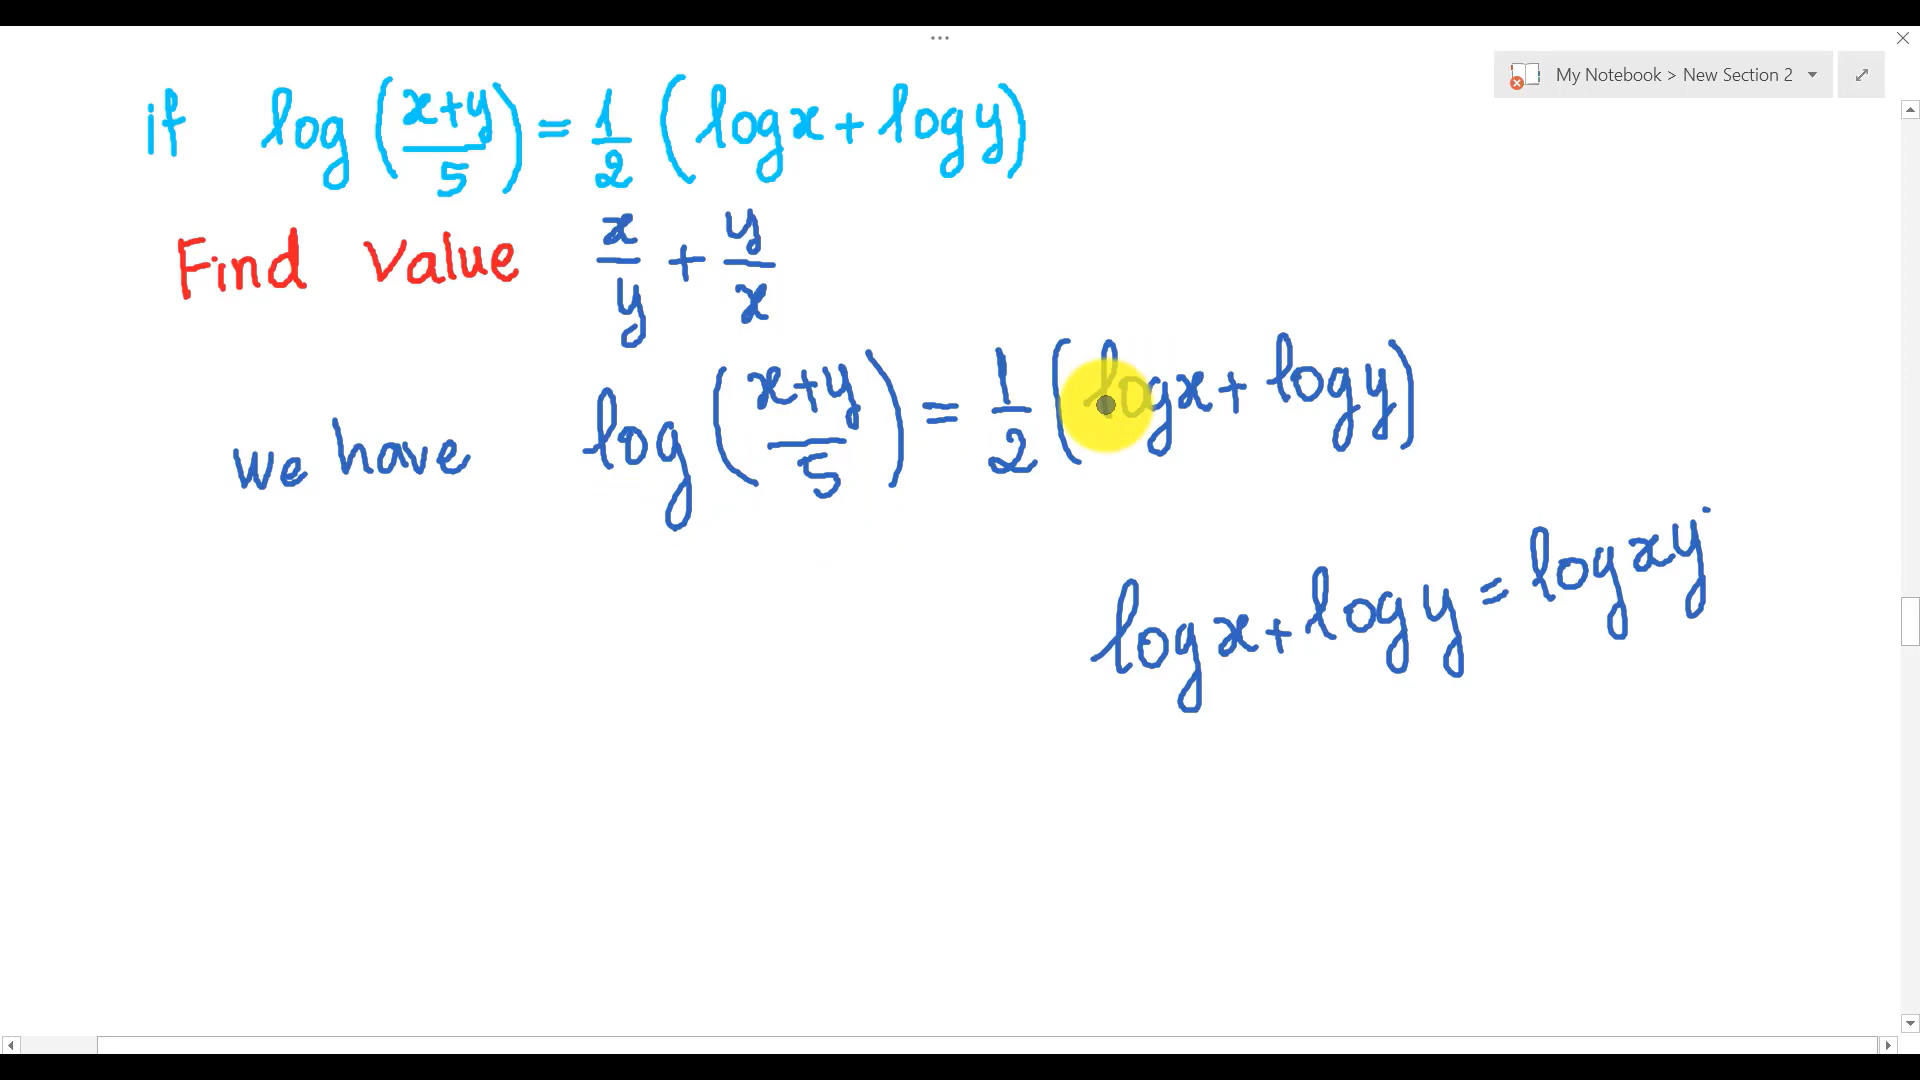 My Notebook > New Section 2
if log (x+y/5) = 1/2 (log x + log y)
Find Value x/y + y/x
we have log (x+y/5) = 1/2 (log x + log y)
log x + log y = log xy